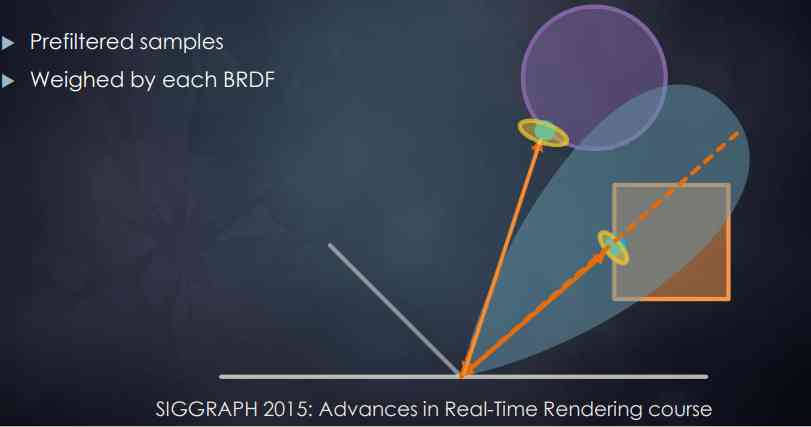 Prefiltered samples
Weighed by each BRDF
SIGGRAPH 2015: Advances in Real-Time Rendering course